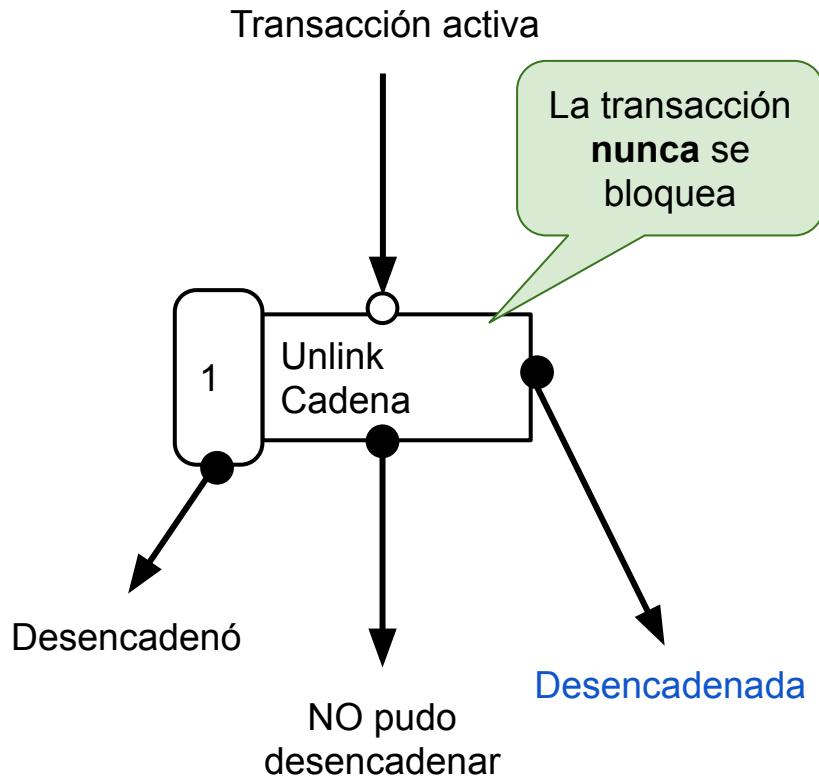 Transacción activa
La transacción
nunca se
bloquea
1
Unlink
Cadena
Desencadenó
NO pudo
desencadenar
Desencadenada